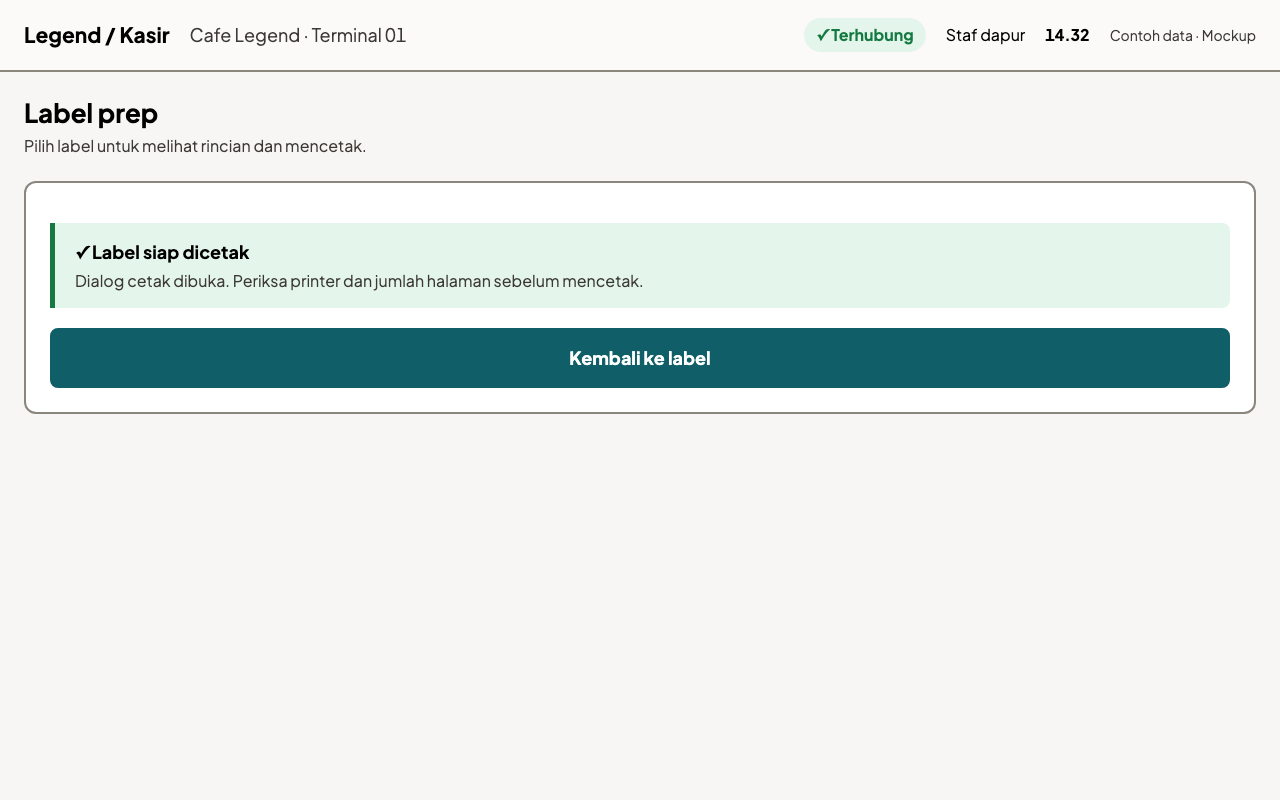 Legend / Kasir
Cafe Legend · Terminal 01
✓Terhubung
Staf dapur
14.32
Contoh data · Mockup
Label prep
Pilih label untuk melihat rincian dan mencetak.
✓Label siap dicetak
Dialog cetak dibuka. Periksa printer dan jumlah halaman sebelum mencetak.
Kembali ke label